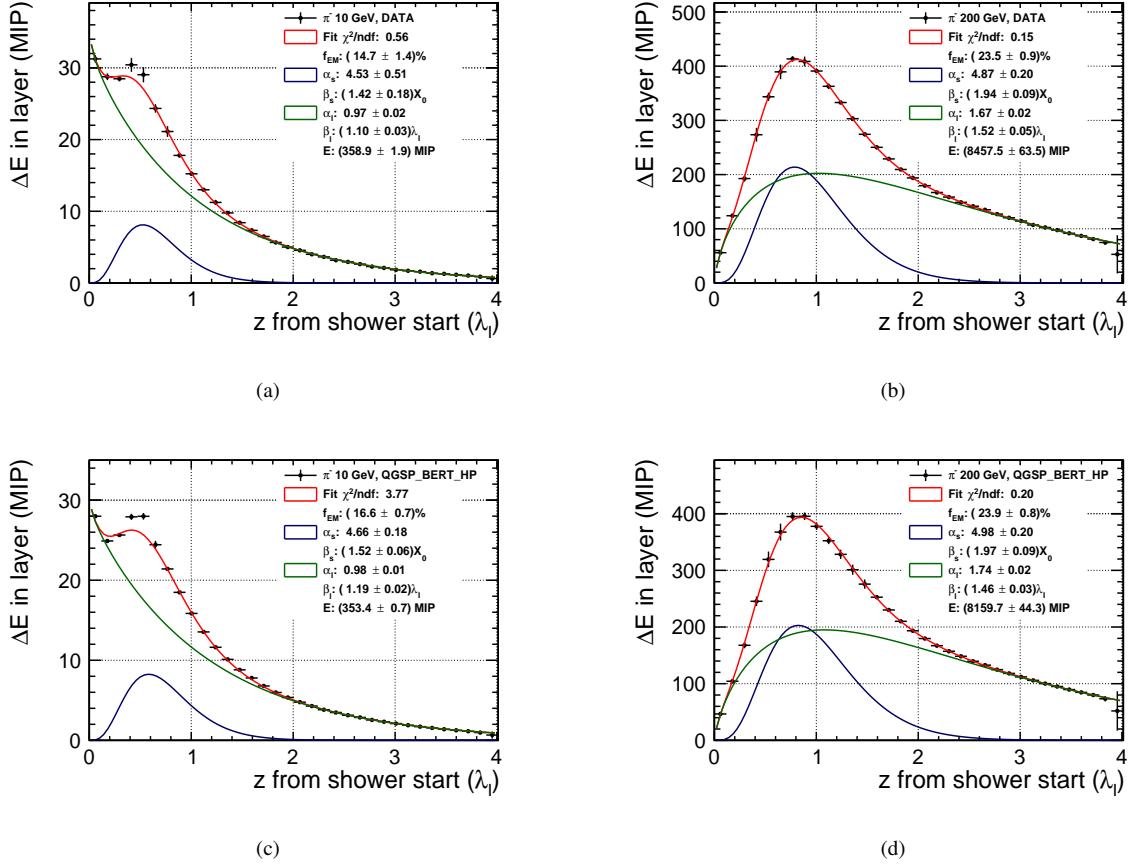 π⁻ 10 GeV, DATA
Fit χ²/ndf: 0.56
f_EM: (14.7 ± 1.4)%
α_s: 4.53 ± 0.51
β_s: (1.42 ± 0.18)X_0
α_l: 0.97 ± 0.02
β_l: (1.10 ± 0.03)λ_I
E: (358.9 ± 1.9) MIP
ΔE in layer (MIP)
30
20
10
0
0 1 2 3 4
z from shower start (λ_I)
(a)
π⁻ 200 GeV, DATA
Fit χ²/ndf: 0.15
f_EM: (23.5 ± 0.9)%
α_s: 4.87 ± 0.20
β_s: (1.94 ± 0.09)X_0
α_l: 1.67 ± 0.02
β_l: (1.52 ± 0.05)λ_I
E: (8457.5 ± 63.5) MIP
ΔE in layer (MIP)
500
400
300
200
100
0
0 1 2 3 4
z from shower start (λ_I)
(b)
π⁻ 10 GeV, QGSP_BERT_HP
Fit χ²/ndf: 3.77
f_EM: (16.6 ± 0.7)%
α_s: 4.66 ± 0.18
β_s: (1.52 ± 0.06)X_0
α_l: 0.98 ± 0.01
β_l: (1.19 ± 0.02)λ_I
E: (353.4 ± 0.7) MIP
ΔE in layer (MIP)
30
20
10
0
0 1 2 3 4
z from shower start (λ_I)
(c)
π⁻ 200 GeV, QGSP_BERT_HP
Fit χ²/ndf: 0.20
f_EM: (23.9 ± 0.8)%
α_s: 4.98 ± 0.20
β_s: (1.97 ± 0.09)X_0
α_l: 1.74 ± 0.02
β_l: (1.46 ± 0.03)λ_I
E: (8159.7 ± 44.3) MIP
ΔE in layer (MIP)
400
300
200
100
0
0 1 2 3 4
z from shower start (λ_I)
(d)